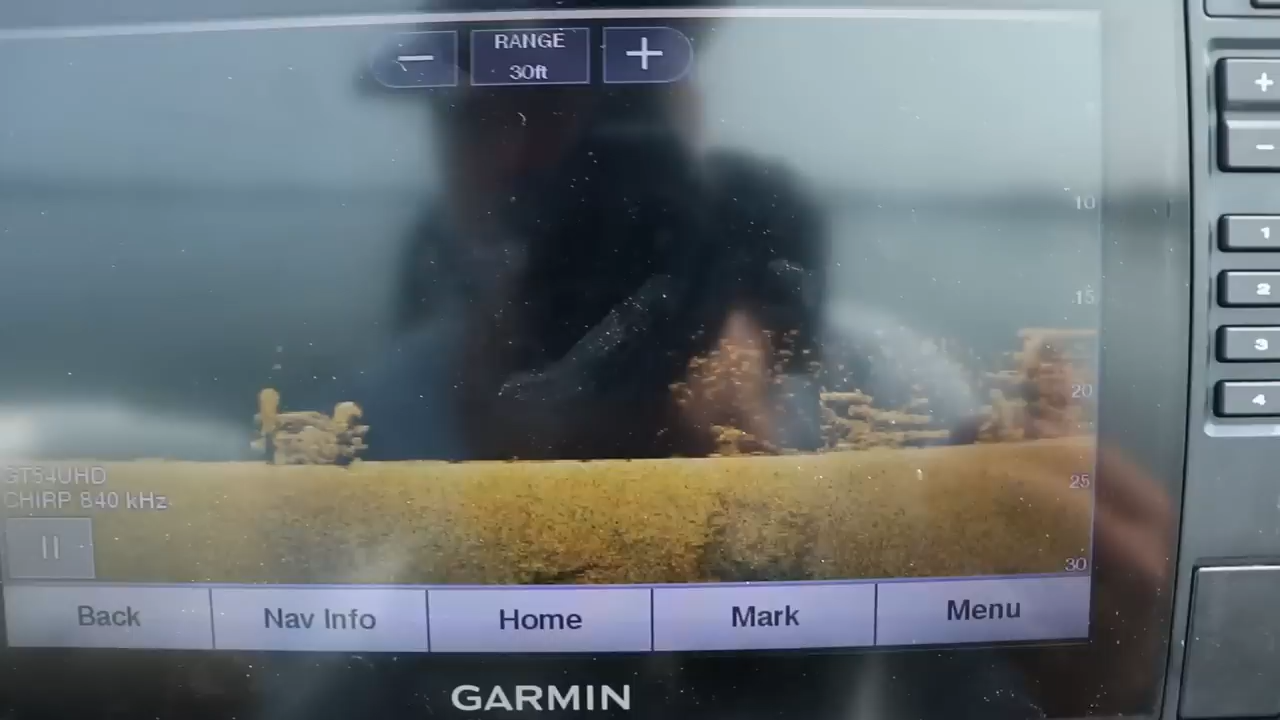 RANGE
30ft
10
15
20
25
30
GT54UHD
CHIRP 840 kHz
Back
Nav Info
Home
Mark
Menu
GARMIN
1
2
3
4